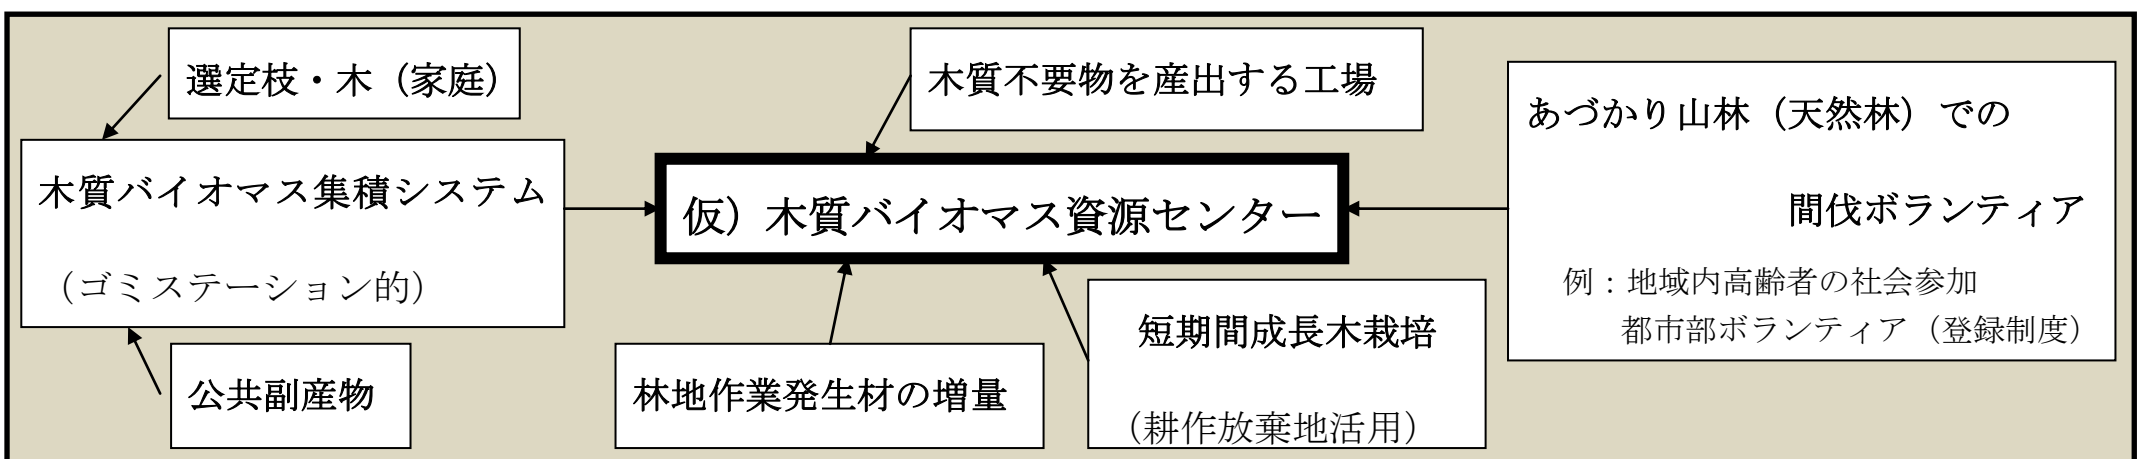 選定枝・木（家庭）
木質不要物を産出する工場
あづかり山林（天然林）での
間伐ボランティア
例：地域内高齢者の社会参加
都市部ボランティア（登録制度）
木質バイオマス集積システム
（ゴミステーション的）
仮）木質バイオマス資源センター
公共副産物
林地作業発生材の増量
短期間成長木栽培
（耕作放棄地活用）